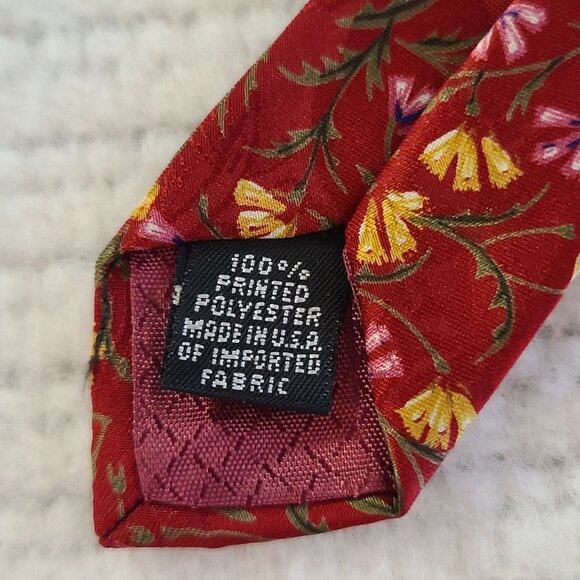 100%
PRINTED
POLYESTER
MADE IN U.S.A.
OF IMPORTED
FABRIC